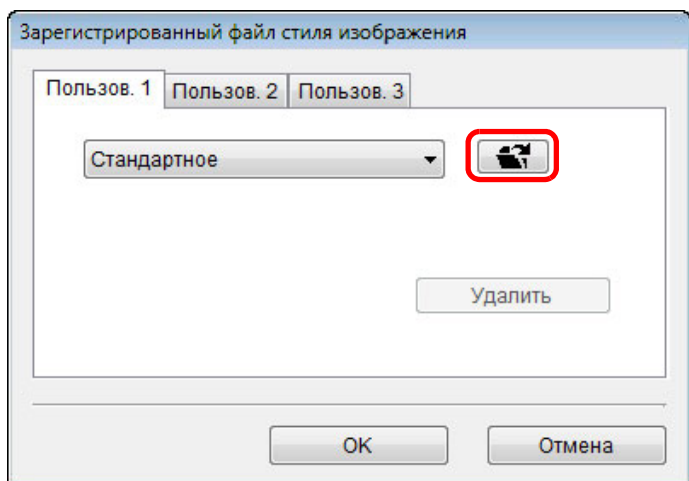 Зарегистрированный файл стиля изображения
Пользов. 1 Пользов. 2 Пользов. 3
Стандартное
Удалить
OK Отмена